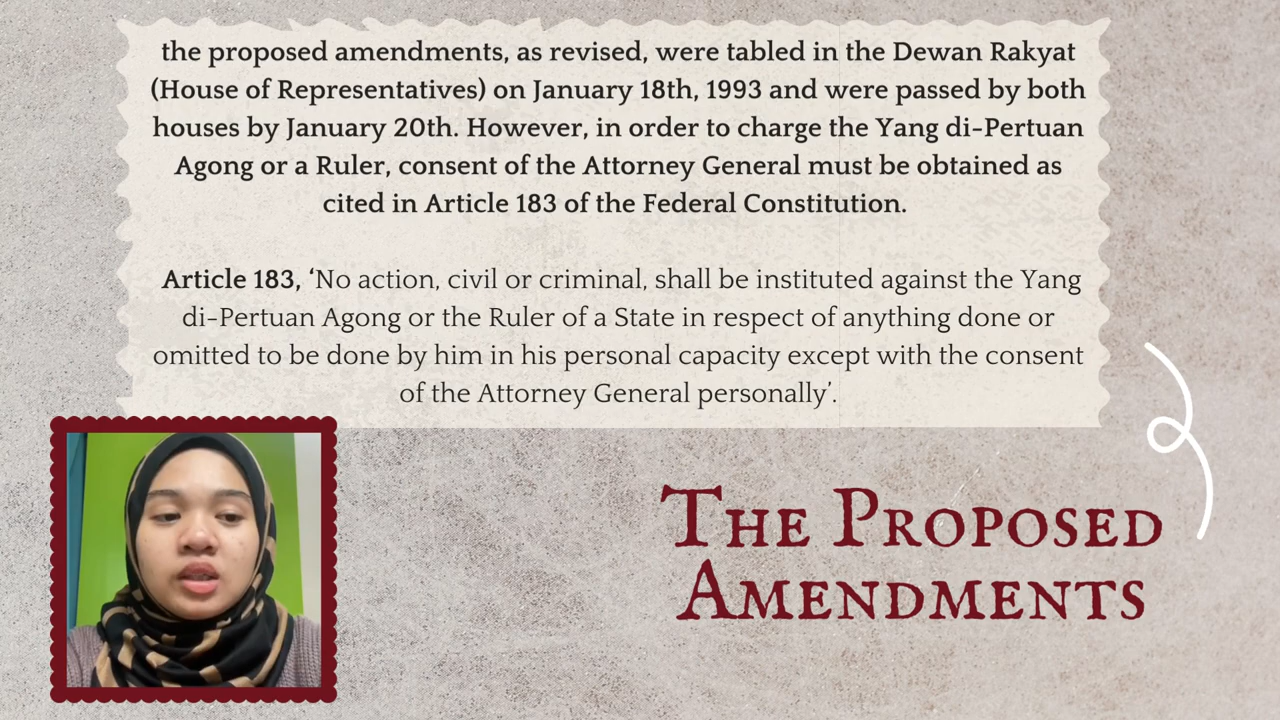 the proposed amendments, as revised, were tabled in the Dewan Rakyat
(House of Representatives) on January 18th, 1993 and were passed by both
houses by January 20th. However, in order to charge the Yang di-Pertuan
Agong or a Ruler, consent of the Attorney General must be obtained as
cited in Article 183 of the Federal Constitution.
Article 183, ‘No action, civil or criminal, shall be instituted against the Yang
di-Pertuan Agong or the Ruler of a State in respect of anything done or
omitted to be done by him in his personal capacity except with the consent
of the Attorney General personally’.
The Proposed
Amendments